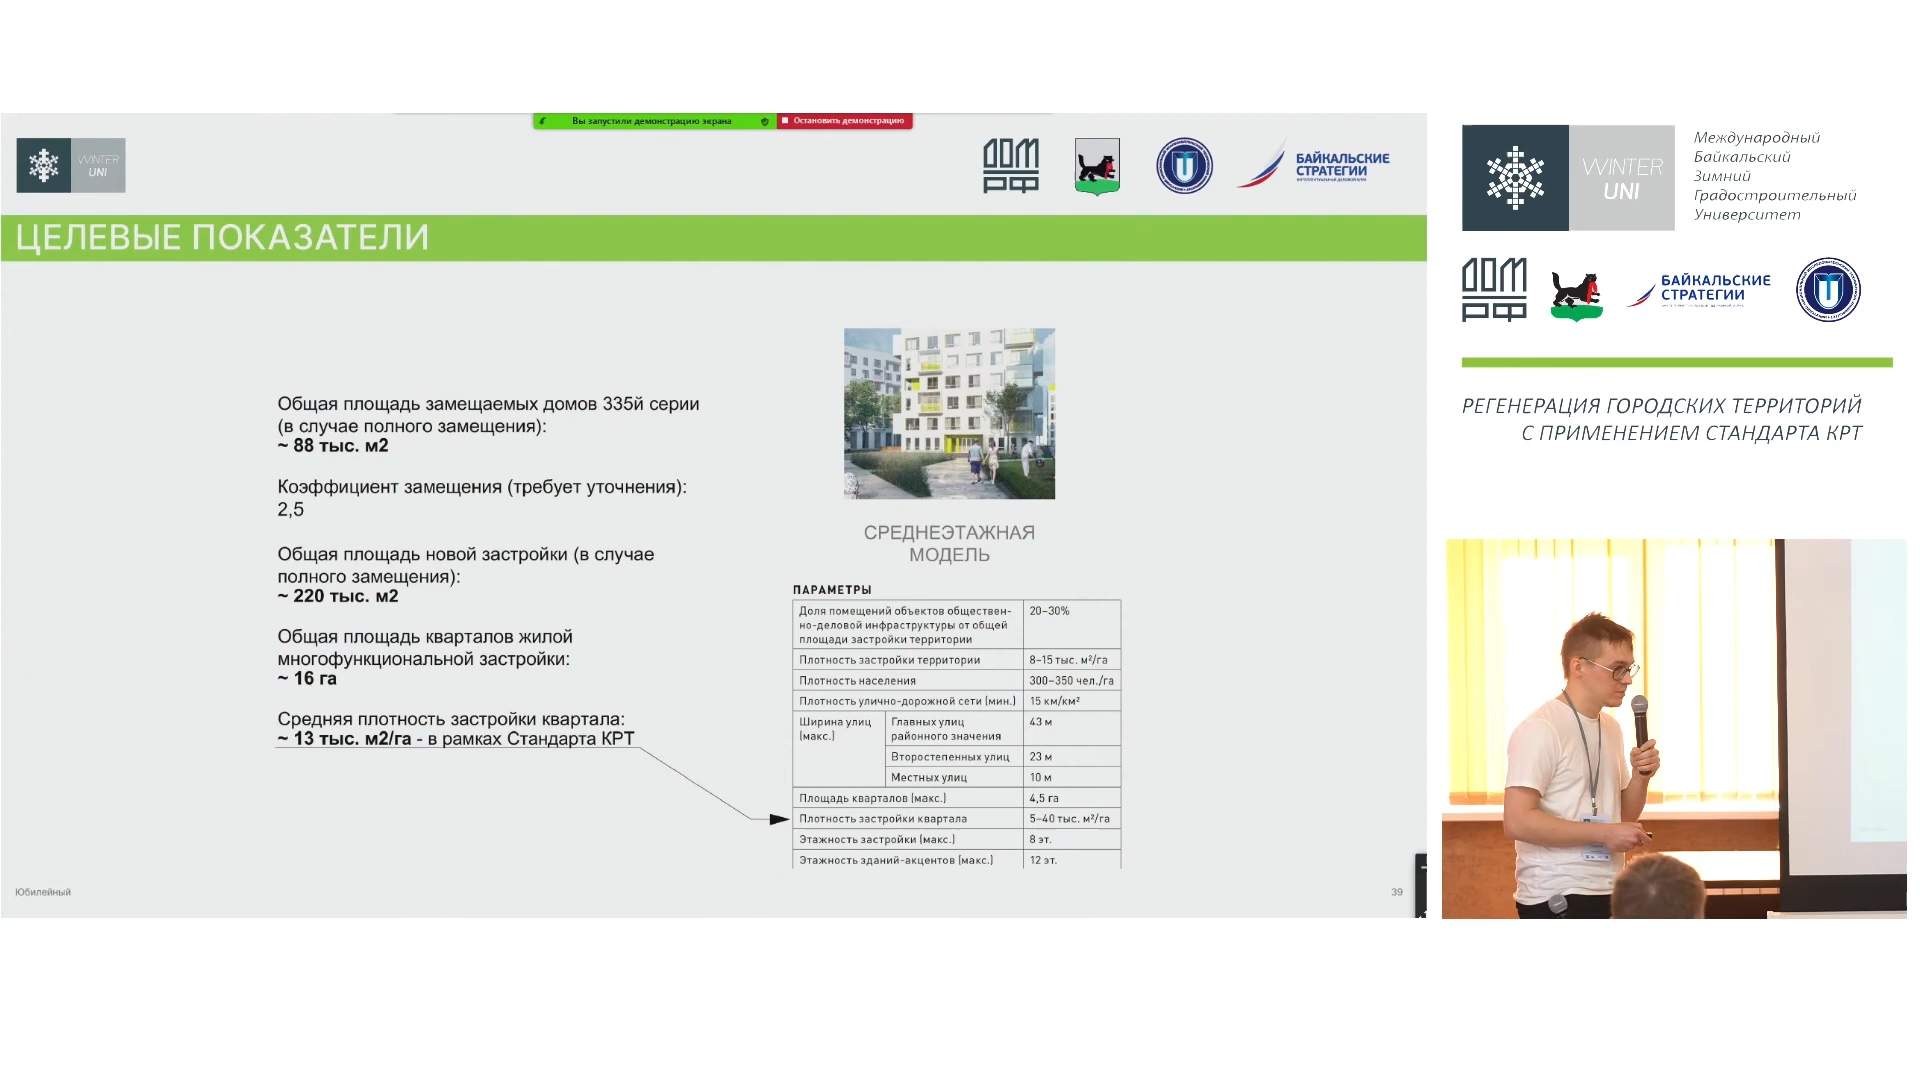 Вы запустили демонстрацию экрана
Остановить демонстрацию
WINTER
UNI
ДОМ
РФ
БАЙКАЛЬСКИЕ
СТРАТЕГИИ
ЦЕЛЕВЫЕ ПОКАЗАТЕЛИ
Общая площадь замещаемых домов 335й серии
(в случае полного замещения):
~ 88 тыс. м2
Коэффициент замещения (требует уточнения):
2,5
Общая площадь новой застройки (в случае
полного замещения):
~ 220 тыс. м2
Общая площадь кварталов жилой
многофункциональной застройки:
~ 16 га
Средняя плотность застройки квартала:
~ 13 тыс. м2/га - в рамках Стандарта КРТ
СРЕДНЕЭТАЖНАЯ
МОДЕЛЬ
ПАРАМЕТРЫ
Доля помещений объектов обществен-
но-деловой инфраструктуры от общей
площади застройки территории
20–30%
Плотность застройки территории 8–15 тыс. м²/га
Плотность населения 300–350 чел./га
Плотность улично-дорожной сети (мин.) 15 км/км²
Ширина улиц
(макс.)
Главных улиц
районного значения
43 м
Второстепенных улиц 23 м
Местных улиц 10 м
Площадь кварталов (макс.) 4,5 га
Плотность застройки квартала 5–40 тыс. м²/га
Этажность застройки (макс.) 8 эт.
Этажность зданий-акцентов (макс.) 12 эт.
Юбилейный
39
WINTER
UNI
Международный
Байкальский
Зимний
Градостроительный
Университет
ДОМ
РФ
БАЙКАЛЬСКИЕ
СТРАТЕГИИ
РЕГЕНЕРАЦИЯ ГОРОДСКИХ ТЕРРИТОРИЙ
С ПРИМЕНЕНИЕМ СТАНДАРТА КРТ